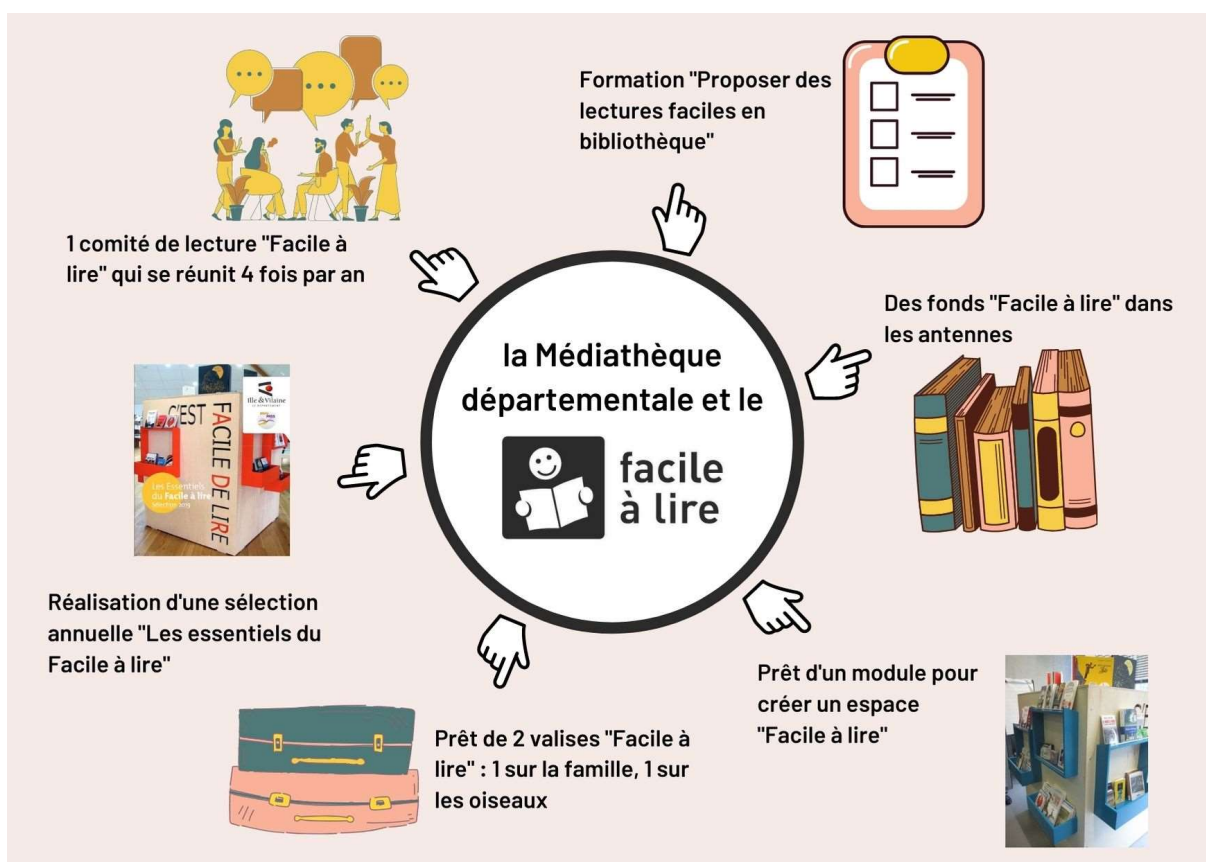 Formation "Proposer des
lectures faciles en
bibliothèque"
1 comité de lecture "Facile à
lire" qui se réunit 4 fois par an
Des fonds "Facile à lire" dans
les antennes
la Médiathèque
départementale et le
facile
à lire
C'EST
FACILE DE LIRE
Ille & Vilaine
Les Essentiels
du Facile à lire
Réalisation d'une sélection
annuelle "Les essentiels du
Facile à lire"
Prêt de 2 valises "Facile à
lire" : 1 sur la famille, 1 sur
les oiseaux
Prêt d'un module pour
créer un espace
"Facile à lire"